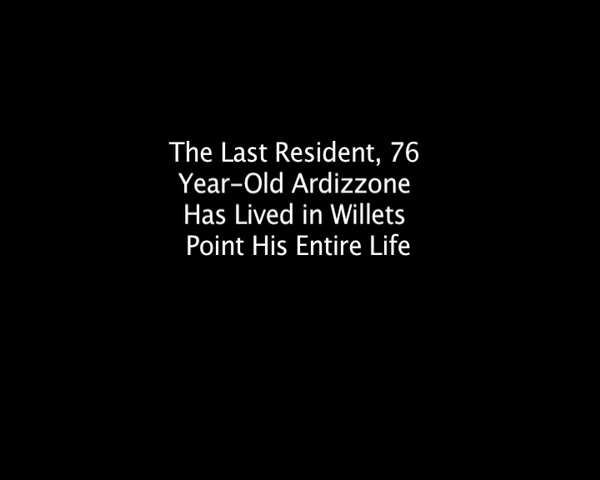 The Last Resident, 76
Year-Old Ardizzone
Has Lived in Willets
Point His Entire Life